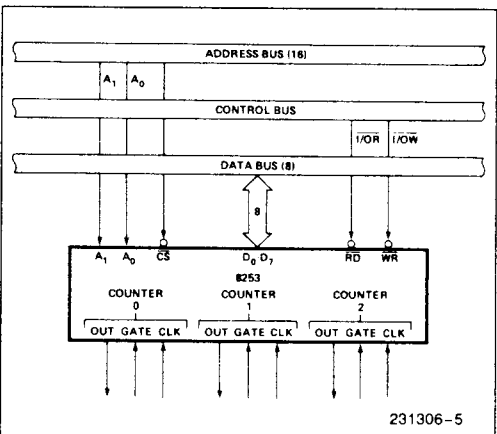 ADDRESS BUS (16)
A1 A0
CONTROL BUS
I/OR I/OW
DATA BUS (8)
8
A1 A0 CS D0 D7 RD WR
8253
COUNTER 0 COUNTER 1 COUNTER 2
OUT GATE CLK OUT GATE CLK OUT GATE CLK
231306-5